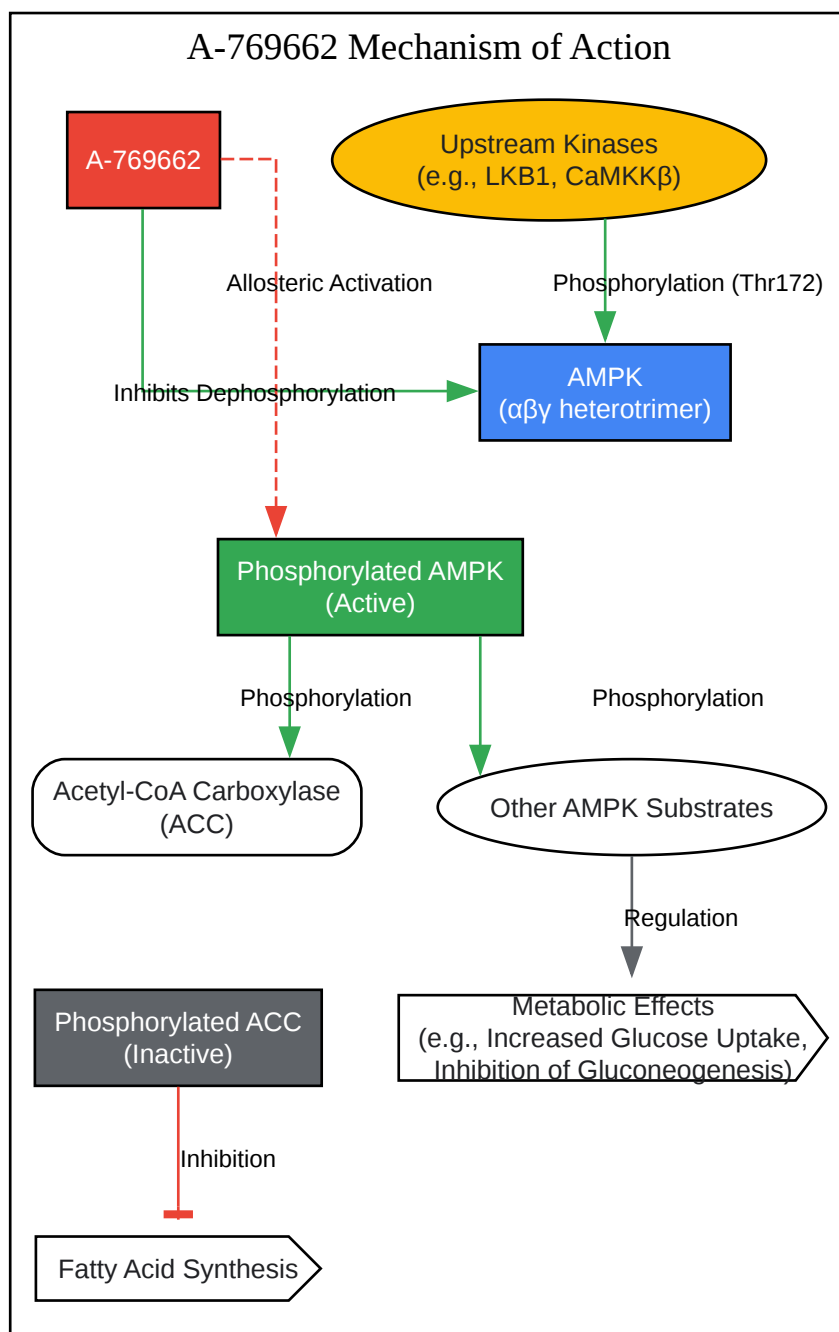 A-769662 Mechanism of Action
A-769662
Upstream Kinases
(e.g., LKB1, CaMKKβ)
Allosteric Activation
Phosphorylation (Thr172)
Inhibits Dephosphorylation
AMPK
(αβγ heterotrimer)
Phosphorylated AMPK
(Active)
Phosphorylation
Phosphorylation
Acetyl-CoA Carboxylase
(ACC)
Other AMPK Substrates
Regulation
Phosphorylated ACC
(Inactive)
Metabolic Effects
(e.g., Increased Glucose Uptake,
Inhibition of Gluconeogenesis)
Inhibition
Fatty Acid Synthesis